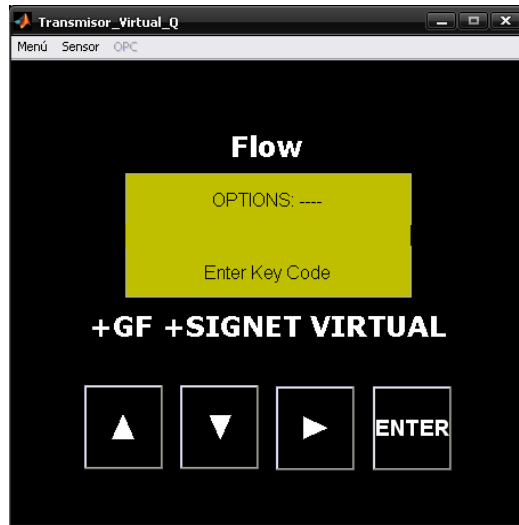 Transmisor_Virtual_Q
Menú Sensor OPC
Flow
OPTIONS: ----
Enter Key Code
+GF +SIGNET VIRTUAL
ENTER